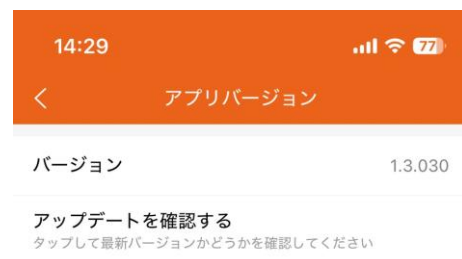 14:29
77
アプリバージョン
バージョン 1.3.030
アップデートを確認する
タップして最新バージョンかどうかを確認してください